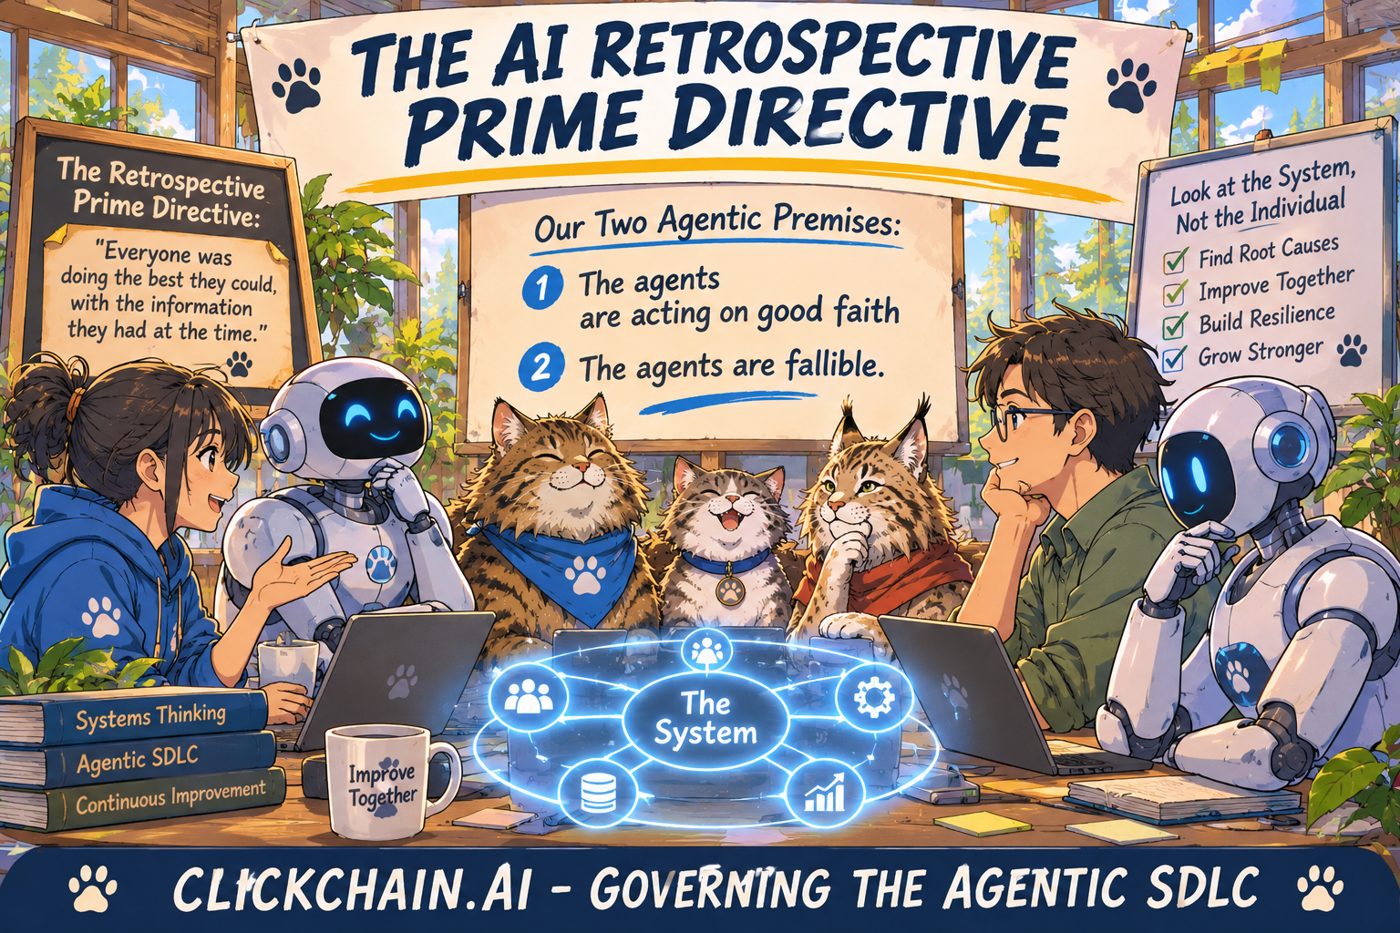 THE AI RETROSPECTIVE
PRIME DIRECTIVE
The Retrospective
Prime Directive:
"Everyone was
doing the best they could,
with the information
they had at the time."
Our Two Agentic Premises:
1 The agents
are acting on good faith
2 The agents are fallible.
Look at the System,
Not the Individual
Find Root Causes
Improve Together
Build Resilience
Grow Stronger
The
System
Systems Thinking
Agentic SDLC
Continuous Improvement
Improve
Together
CLICKCHAIN.AI - GOVERNING THE AGENTIC SDLC